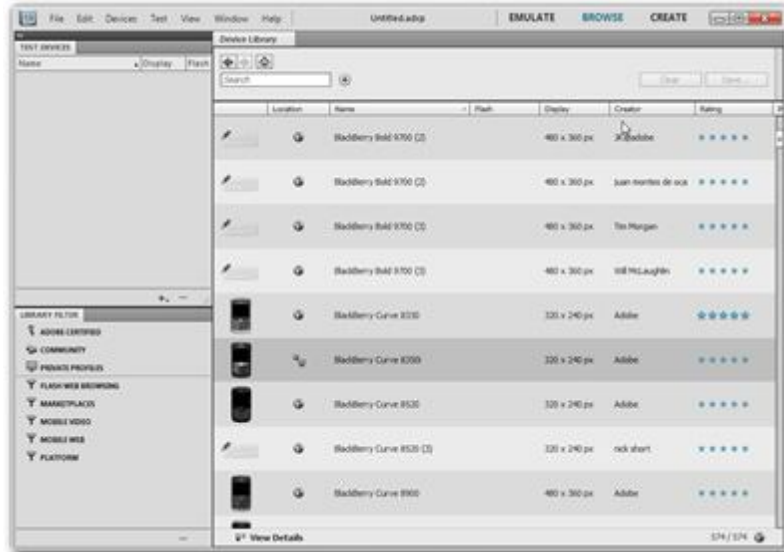 File Edit Devices Test View Window Help Untitled.adcp EMULATE BROWSE CREATE
TEST DEVICES
Name Display Flash
Device Library
Search
Clear
Location Name Flash Display Creator Rating
BlackBerry Bold 9700 (2) 480 x 360 px
BlackBerry Bold 9700 (2) 480 x 360 px juan montes de oca
BlackBerry Bold 9700 (3) 480 x 360 px Tim Morgan
BlackBerry Bold 9700 (3) 480 x 360 px Will McLaughlin
BlackBerry Curve 8330 320 x 240 px Adobe
BlackBerry Curve 8350i 320 x 240 px Adobe
BlackBerry Curve 8520 320 x 240 px Adobe
BlackBerry Curve 8520 (3) 320 x 240 px nick short
BlackBerry Curve 8900 480 x 360 px Adobe
LIBRARY FILTER
ADOBE CERTIFIED
COMMUNITY
PRIVATE PROFILES
FLASH WEB BROWSING
MARKETPLACES
MOBILE VIDEO
MOBILE WEB
PLATFORM
View Details 574/574